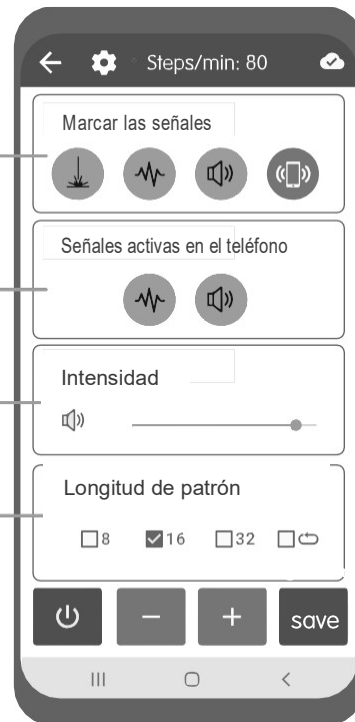 Steps/min: 80
Marcar las señales
Señales activas en el teléfono
Intensidad
Longitud de patrón
8 16 32
save